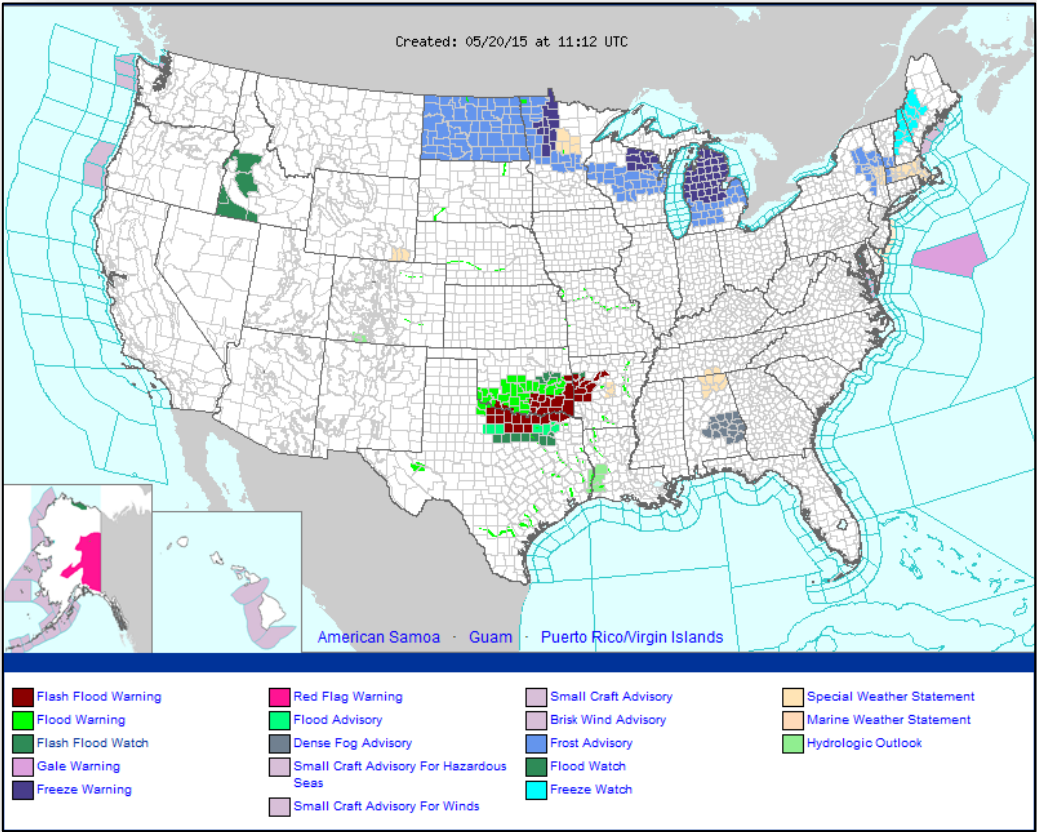 Created: 05/20/15 at 11:12 UTC
American Samoa · Guam · Puerto Rico/Virgin Islands
Flash Flood Warning
Flood Warning
Flash Flood Watch
Gale Warning
Freeze Warning
Red Flag Warning
Flood Advisory
Dense Fog Advisory
Small Craft Advisory For Hazardous
Seas
Small Craft Advisory For Winds
Small Craft Advisory
Brisk Wind Advisory
Frost Advisory
Flood Watch
Freeze Watch
Special Weather Statement
Marine Weather Statement
Hydrologic Outlook